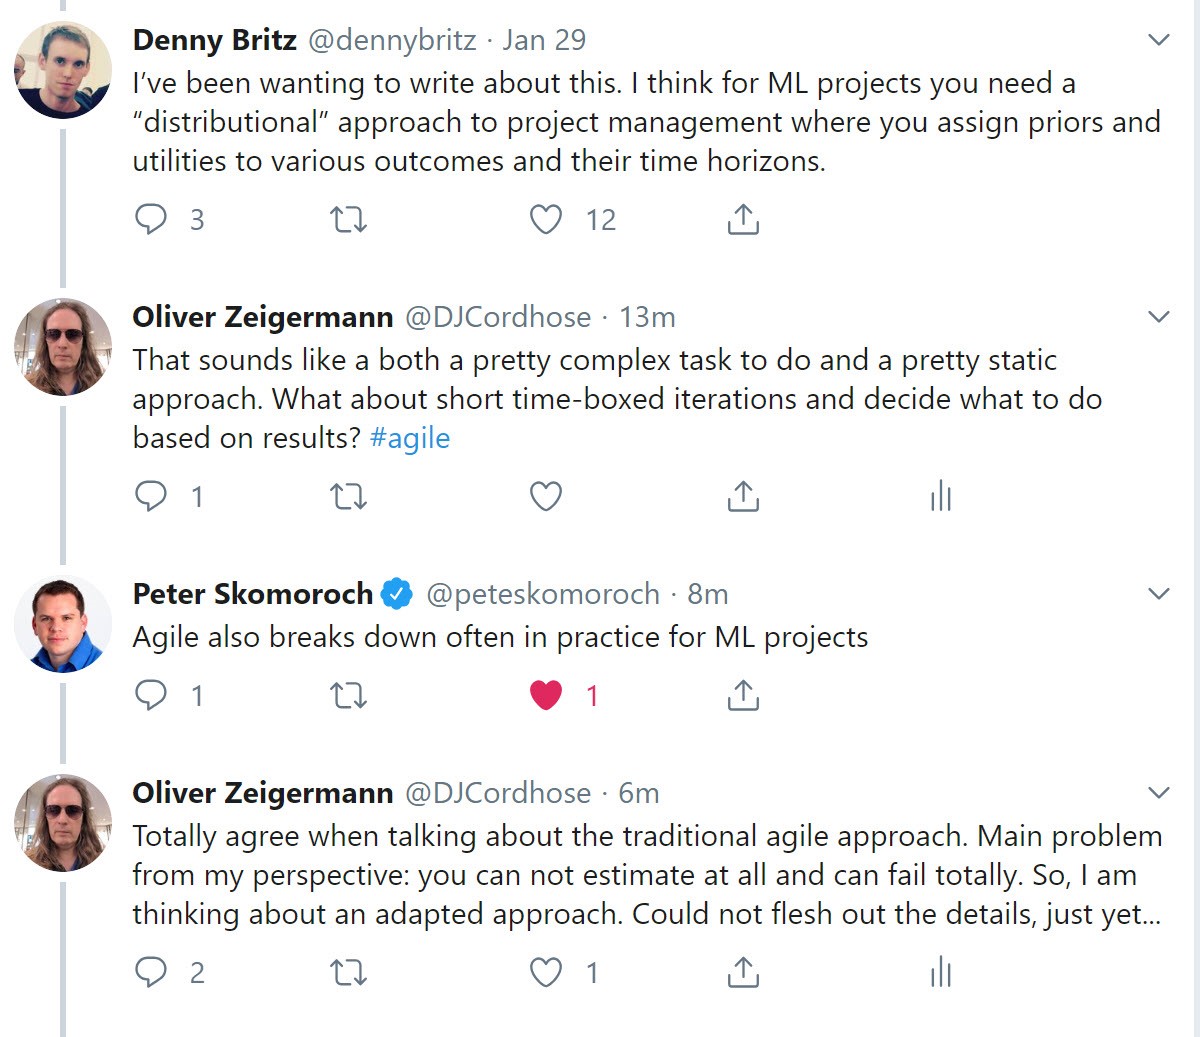 Denny Britz @dennybritz · Jan 29
I’ve been wanting to write about this. I think for ML projects you need a
“distributional” approach to project management where you assign priors and
utilities to various outcomes and their time horizons.
3 12
Oliver Zeigermann @DJCordhose · 13m
That sounds like a both a pretty complex task to do and a pretty static
approach. What about short time-boxed iterations and decide what to do
based on results? #agile
1
Peter Skomoroch @peteskomoroch · 8m
Agile also breaks down often in practice for ML projects
1 1
Oliver Zeigermann @DJCordhose · 6m
Totally agree when talking about the traditional agile approach. Main problem
from my perspective: you can not estimate at all and can fail totally. So, I am
thinking about an adapted approach. Could not flesh out the details, just yet...
2 1